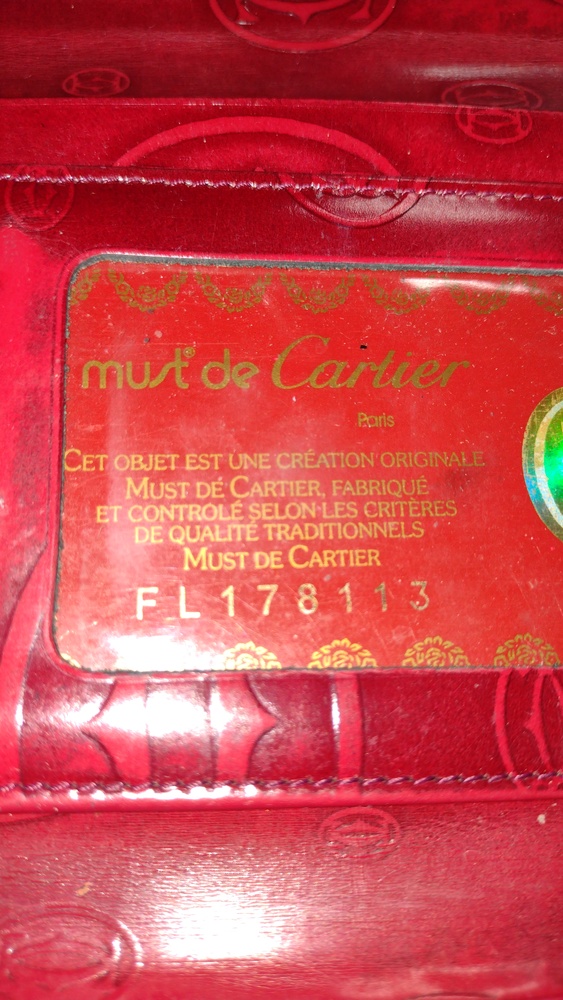 must de Cartier
Paris
CET OBJET EST UNE CRÉATION ORIGINALE
MUST DE CARTIER, FABRIQUÉ
ET CONTROLÉ SELON LES CRITÈRES
DE QUALITÉ TRADITIONNELS
MUST DE CARTIER
FL178113